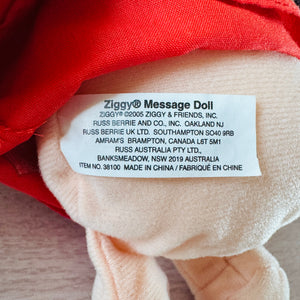 Ziggy® Message Doll
ZIGGY® ©2005 ZIGGY & FRIENDS, INC.
RUSS BERRIE AND CO., INC. OAKLAND NJ
RUSS BERRIE UK LTD. SOUTHAMPTON SO40 9RB
AMRAM'S BRAMPTON, CANADA L6T 5M1
RUSS AUSTRALIA PTY LTD.,
BANKSMEADOW, NSW 2019 AUSTRALIA
ITEM NO. 38100 MADE IN CHINA / FABRIQUÉ EN CHINE